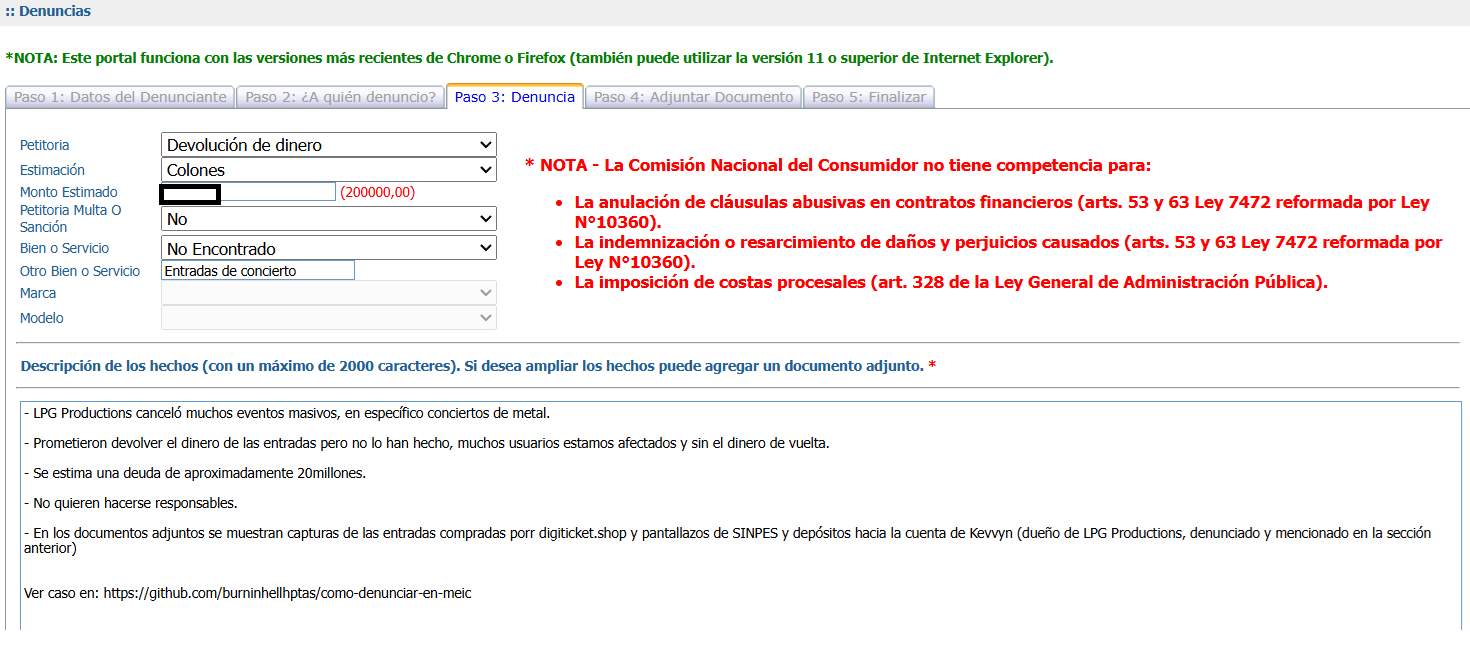 :: Denuncias
*NOTA: Este portal funciona con las versiones más recientes de Chrome o Firefox (también puede utilizar la versión 11 o superior de Internet Explorer).
Paso 1: Datos del Denunciante
Paso 2: ¿A quién denuncio?
Paso 3: Denuncia
Paso 4: Adjuntar Documento
Paso 5: Finalizar
Petitoria
Devolución de dinero
Estimación
Colones
Monto Estimado
(200000,00)
Petitoria Multa O
Sanción
No
Bien o Servicio
No Encontrado
Otro Bien o Servicio
Entradas de concierto
Marca
Modelo
* NOTA - La Comisión Nacional del Consumidor no tiene competencia para:
• La anulación de cláusulas abusivas en contratos financieros (arts. 53 y 63 Ley 7472 reformada por Ley
N°10360).
• La indemnización o resarcimiento de daños y perjuicios causados (arts. 53 y 63 Ley 7472 reformada por
Ley N°10360).
• La imposición de costas procesales (art. 328 de la Ley General de Administración Pública).
Descripción de los hechos (con un máximo de 2000 caracteres). Si desea ampliar los hechos puede agregar un documento adjunto. *
- LPG Productions canceló muchos eventos masivos, en específico conciertos de metal.
- Prometieron devolver el dinero de las entradas pero no lo han hecho, muchos usuarios estamos afectados y sin el dinero de vuelta.
- Se estima una deuda de aproximadamente 20millones.
- No quieren hacerse responsables.
- En los documentos adjuntos se muestran capturas de las entradas compradas porr digiticket.shop y pantallazos de SINPES y depósitos hacia la cuenta de Kevvyn (dueño de LPG Productions, denunciado y mencionado en la sección
anterior)
Ver caso en: https://github.com/burninhellhptas/como-denunciar-en-meic